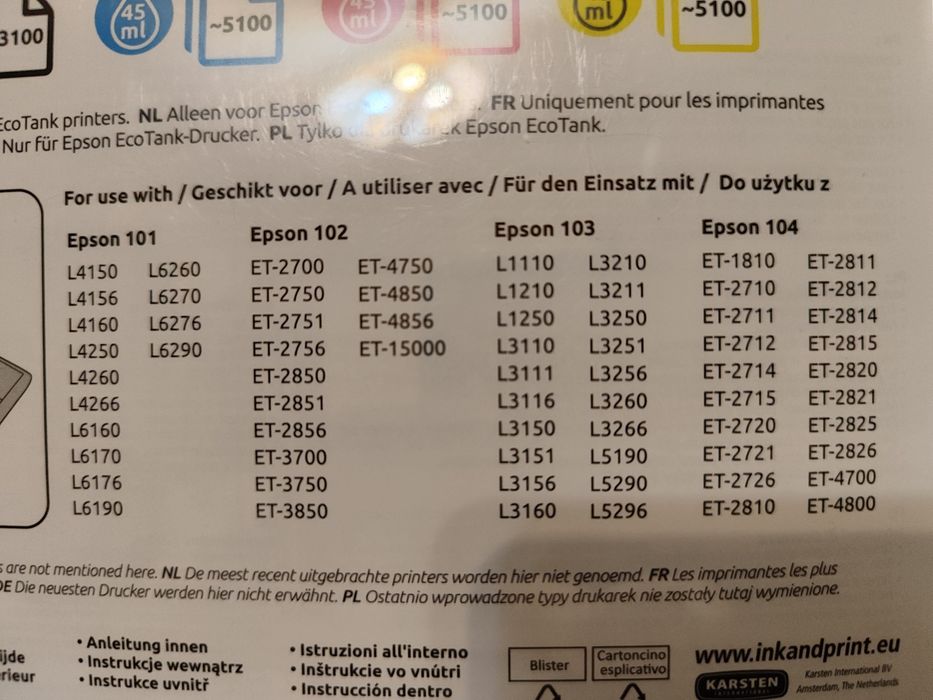 3100
45 ml
~5100
45 ml
~5100
ml
~5100
EcoTank printers. NL Alleen voor Epson FR Uniquement pour les imprimantes
Nur für Epson EcoTank-Drucker. PL Tylko do drukarek Epson EcoTank.
For use with / Geschikt voor / A utiliser avec / Für den Einsatz mit / Do użytku z
Epson 101
L4150 L6260
L4156 L6270
L4160 L6276
L4250 L6290
L4260
L4266
L6160
L6170
L6176
L6190
Epson 102
ET-2700 ET-4750
ET-2750 ET-4850
ET-2751 ET-4856
ET-2756 ET-15000
ET-2850
ET-2851
ET-2856
ET-3700
ET-3750
ET-3850
Epson 103
L1110 L3210
L1210 L3211
L1250 L3250
L3110 L3251
L3111 L3256
L3116 L3260
L3150 L3266
L3151 L5190
L3156 L5290
L3160 L5296
Epson 104
ET-1810 ET-2811
ET-2710 ET-2812
ET-2711 ET-2814
ET-2712 ET-2815
ET-2714 ET-2820
ET-2715 ET-2821
ET-2720 ET-2825
ET-2721 ET-2826
ET-2726 ET-4700
ET-2810 ET-4800
s are not mentioned here. NL De meest recent uitgebrachte printers worden hier niet genoemd. FR Les imprimantes les plus
DE Die neuesten Drucker werden hier nicht erwähnt. PL Ostatnio wprowadzone typy drukarek nie zostały tutaj wymienione.
ijde
érieur
• Anleitung innen
• Instrukcje wewnątrz
• Instrukce uvnitř
• Istruzioni all'interno
• Inštrukcie vo vnútri
• Instrucción dentro
Blister
Cartoncino esplicativo
www.inkandprint.eu
KARSTEN
INTERNATIONAL
Karsten International BV
Amsterdam, The Netherlands